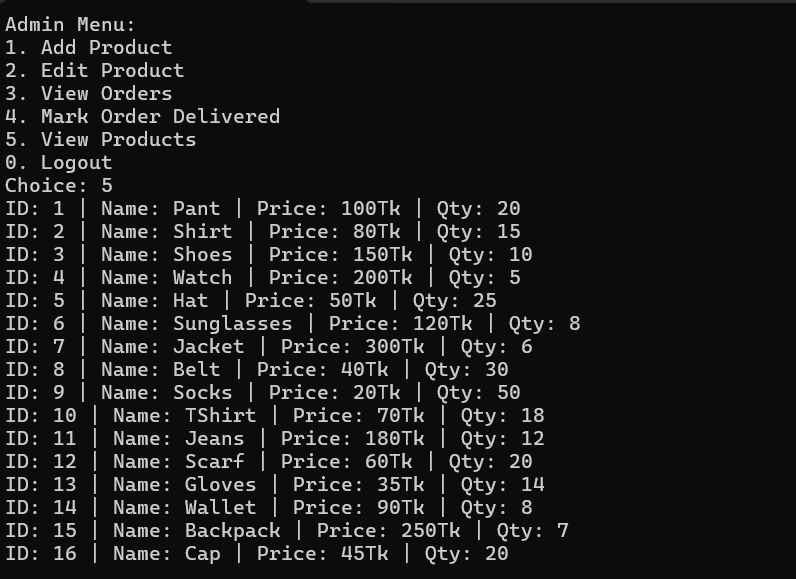 Admin Menu:
1. Add Product
2. Edit Product
3. View Orders
4. Mark Order Delivered
5. View Products
0. Logout
Choice: 5
ID: 1 | Name: Pant | Price: 100Tk | Qty: 20
ID: 2 | Name: Shirt | Price: 80Tk | Qty: 15
ID: 3 | Name: Shoes | Price: 150Tk | Qty: 10
ID: 4 | Name: Watch | Price: 200Tk | Qty: 5
ID: 5 | Name: Hat | Price: 50Tk | Qty: 25
ID: 6 | Name: Sunglasses | Price: 120Tk | Qty: 8
ID: 7 | Name: Jacket | Price: 300Tk | Qty: 6
ID: 8 | Name: Belt | Price: 40Tk | Qty: 30
ID: 9 | Name: Socks | Price: 20Tk | Qty: 50
ID: 10 | Name: TShirt | Price: 70Tk | Qty: 18
ID: 11 | Name: Jeans | Price: 180Tk | Qty: 12
ID: 12 | Name: Scarf | Price: 60Tk | Qty: 20
ID: 13 | Name: Gloves | Price: 35Tk | Qty: 14
ID: 14 | Name: Wallet | Price: 90Tk | Qty: 8
ID: 15 | Name: Backpack | Price: 250Tk | Qty: 7
ID: 16 | Name: Cap | Price: 45Tk | Qty: 20